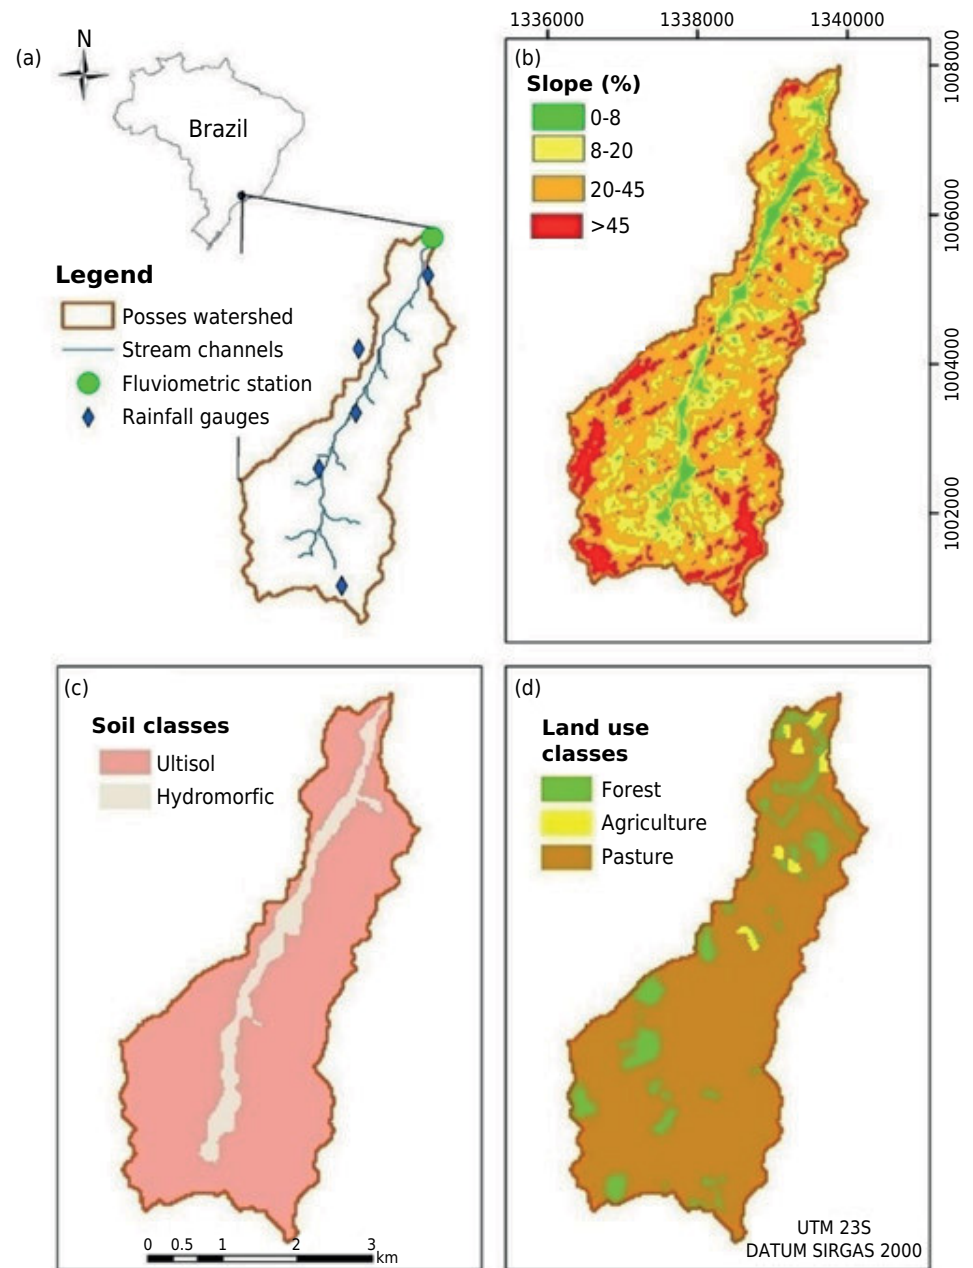 (a)
N
Brazil
Legend
Posses watershed
Stream channels
Fluviometric station
Rainfall gauges
1336000 1338000 1340000
(b)
Slope (%)
0-8
8-20
20-45
>45
1008000
1006000
1004000
1002000
(c)
Soil classes
Ultisol
Hydromorfic
0 0.5 1 2 3
km
(d)
Land use
classes
Forest
Agriculture
Pasture
UTM 23S
DATUM SIRGAS 2000